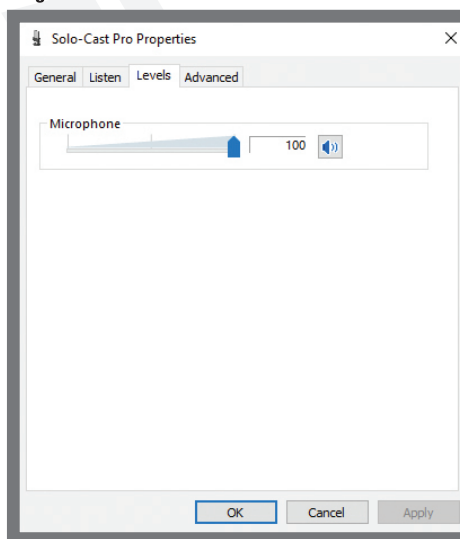 Solo-Cast Pro Properties
General Listen Levels Advanced
Microphone
100
OK Cancel Apply